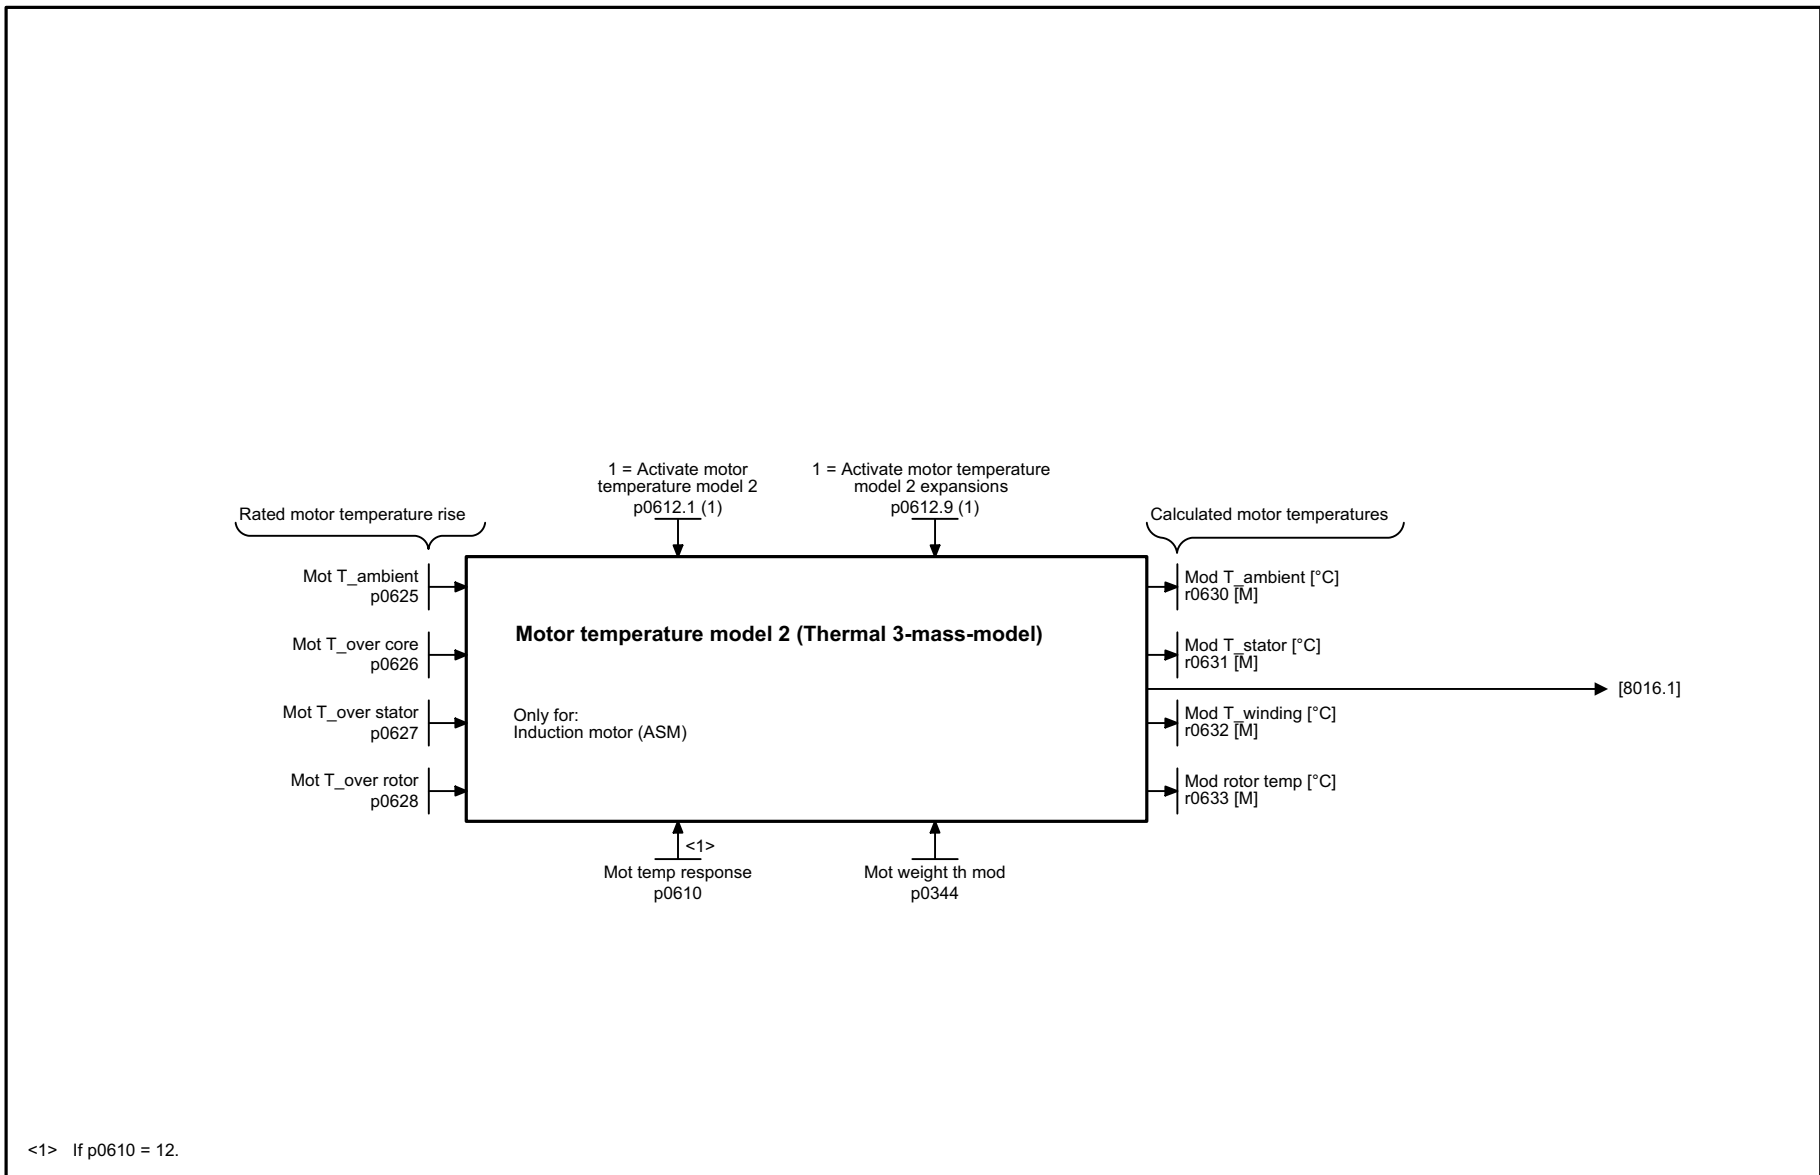 1 = Activate motor
temperature model 2
p0612.1 (1)
1 = Activate motor temperature
model 2 expansions
p0612.9 (1)
Rated motor temperature rise
Calculated motor temperatures
Mot T_ambient
p0625
Mot T_over core
p0626
Mot T_over stator
p0627
Mot T_over rotor
p0628
Motor temperature model 2 (Thermal 3-mass-model)
Only for:
Induction motor (ASM)
Mod T_ambient [°C]
r0630 [M]
Mod T_stator [°C]
r0631 [M]
[8016.1]
Mod T_winding [°C]
r0632 [M]
Mod rotor temp [°C]
r0633 [M]
<1>
Mot temp response
p0610
Mot weight th mod
p0344
<1> If p0610 = 12.